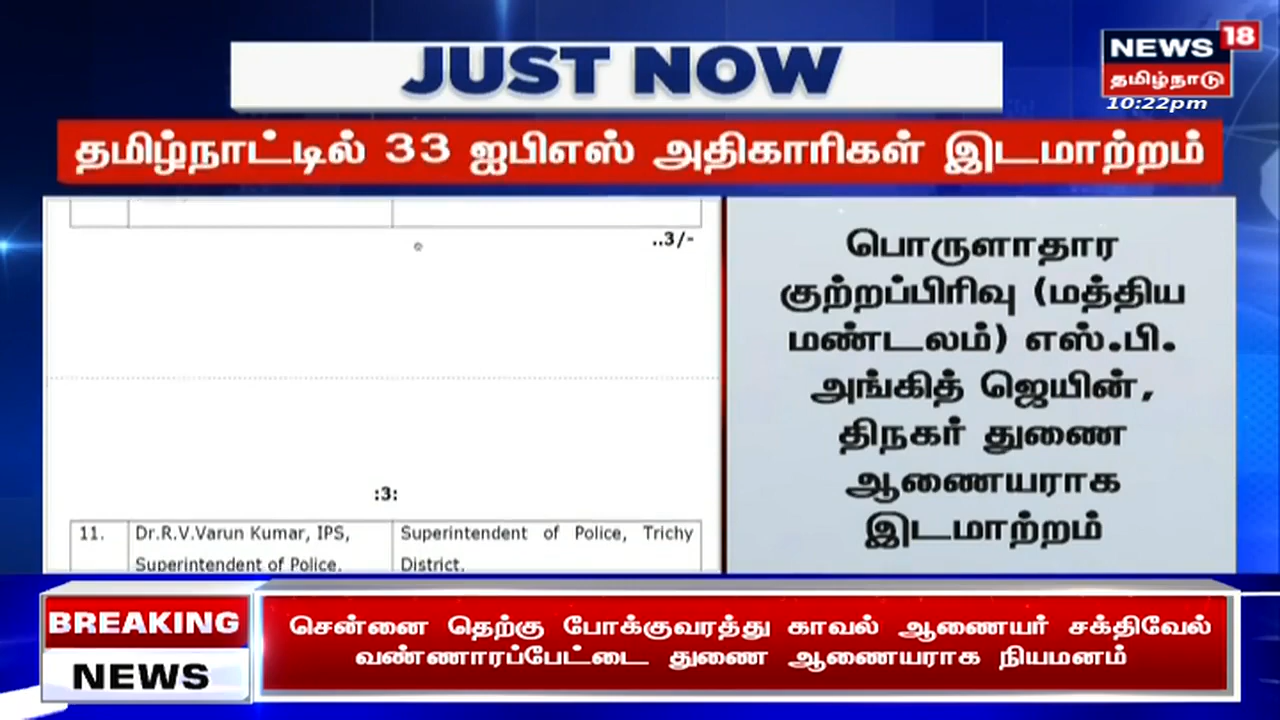 JUST NOW
NEWS 18
தமிழ்நாடு
10:22pm
தமிழ்நாட்டில் 33 ஐபிஎஸ் அதிகாரிகள் இடமாற்றம்
..3/-
:3:
11. Dr.R.V.Varun Kumar, IPS, Superintendent of Police, Trichy
Superintendent of Police, District.
பொருளாதார
குற்றப்பிரிவு (மத்திய
மண்டலம்) எஸ்.பி.
அங்கித் ஜெயின்,
திநகர் துணை
ஆணையராக
இடமாற்றம்
BREAKING
NEWS
சென்னை தெற்கு போக்குவரத்து காவல் ஆணையர் சக்திவேல்
வண்ணாரப்பேட்டை துணை ஆணையராக நியமனம்